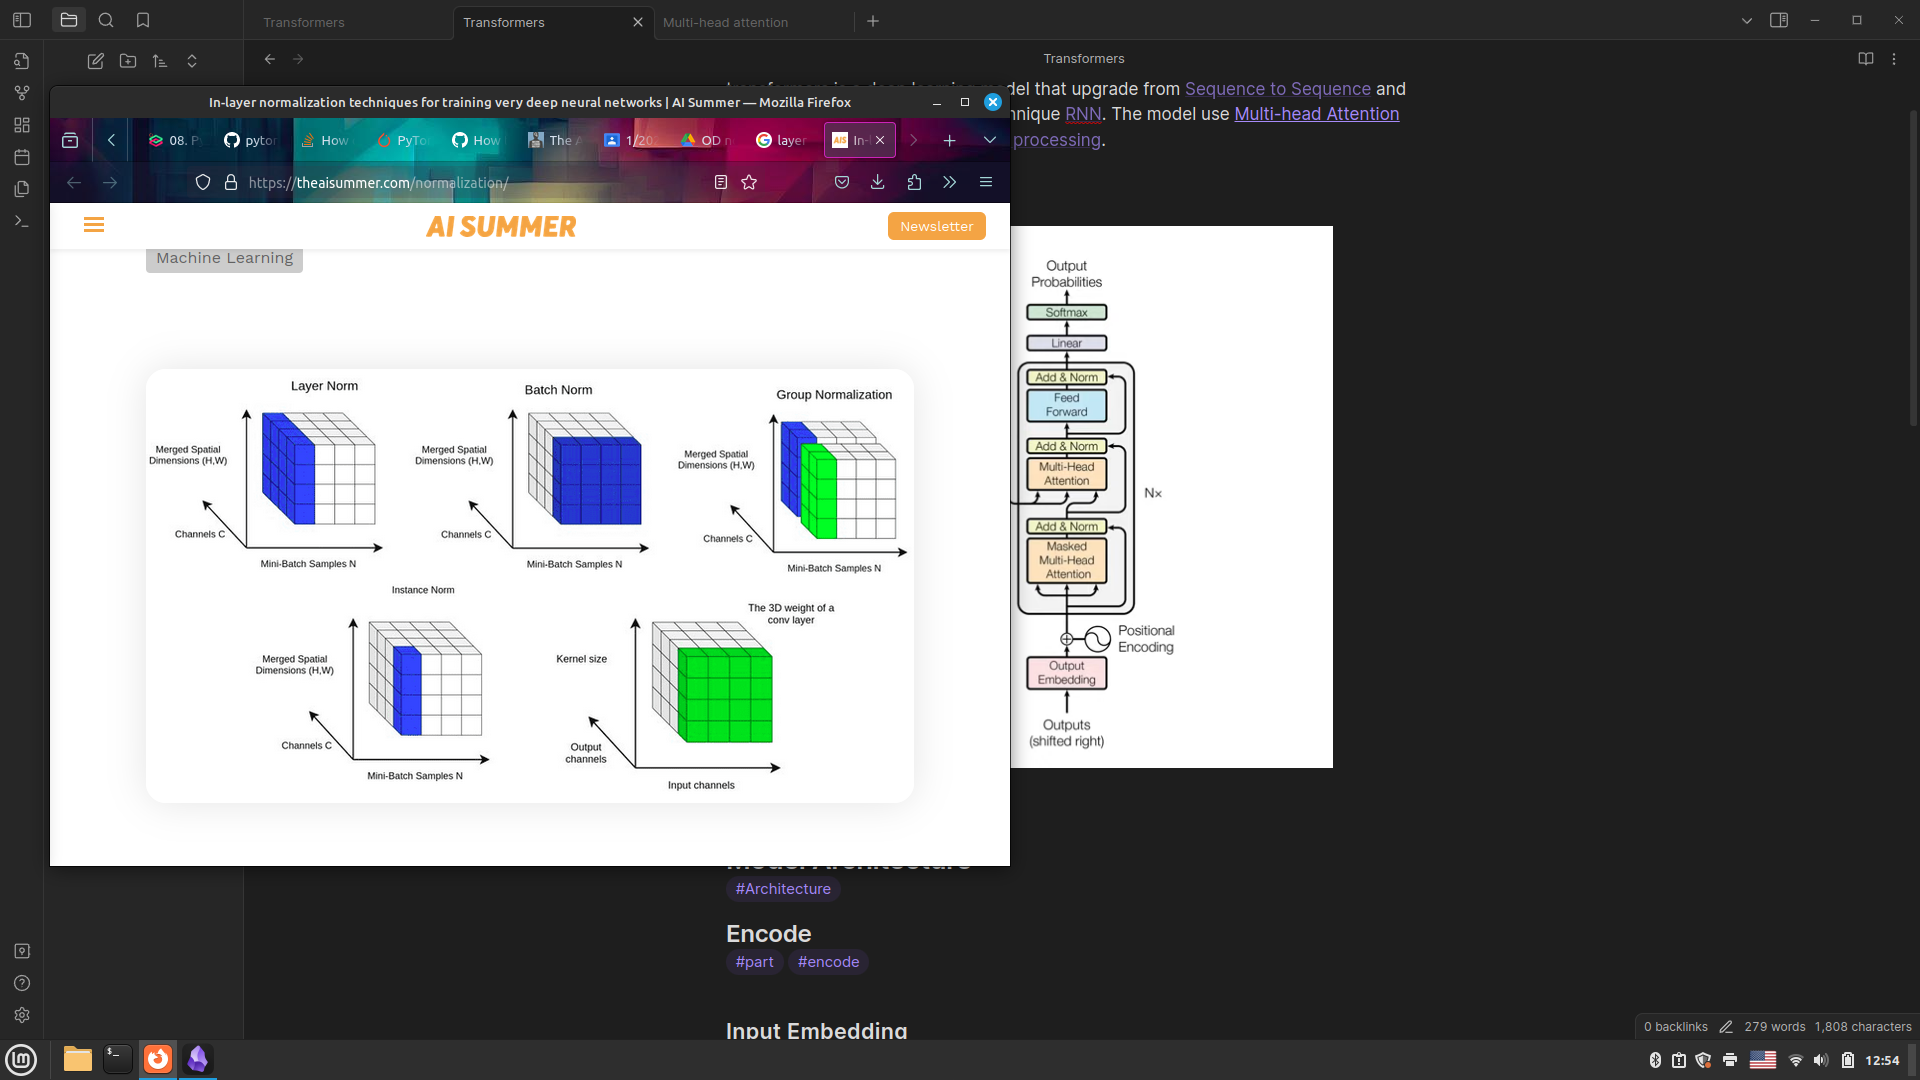 Transformers
Transformers
Multi-head attention
Transformers
del that upgrade from Sequence to Sequence and
nique RNN. The model use Multi-head Attention
processing.
In-layer normalization techniques for training very deep neural networks | AI Summer — Mozilla Firefox
08. P
pytor
How
PyTo
How
The A
1/20
OD n
layer
In-l
https://theaisummer.com/normalization/
AI SUMMER
Newsletter
Machine Learning
Layer Norm
Batch Norm
Group Normalization
Merged Spatial
Dimensions (H,W)
Channels C
Mini-Batch Samples N
Merged Spatial
Dimensions (H,W)
Channels C
Mini-Batch Samples N
Merged Spatial
Dimensions (H,W)
Channels C
Mini-Batch Samples N
Instance Norm
Merged Spatial
Dimensions (H,W)
Channels C
Mini-Batch Samples N
The 3D weight of a
conv layer
Kernel size
Output
channels
Input channels
Output
Probabilities
Softmax
Linear
Add & Norm
Feed
Forward
Add & Norm
Multi-Head
Attention
N×
Add & Norm
Masked
Multi-Head
Attention
Positional
Encoding
Output
Embedding
Outputs
(shifted right)
Model Architecture
#Architecture
Encode
#part #encode
Input Embedding
0 backlinks 279 words 1,808 characters
12:54